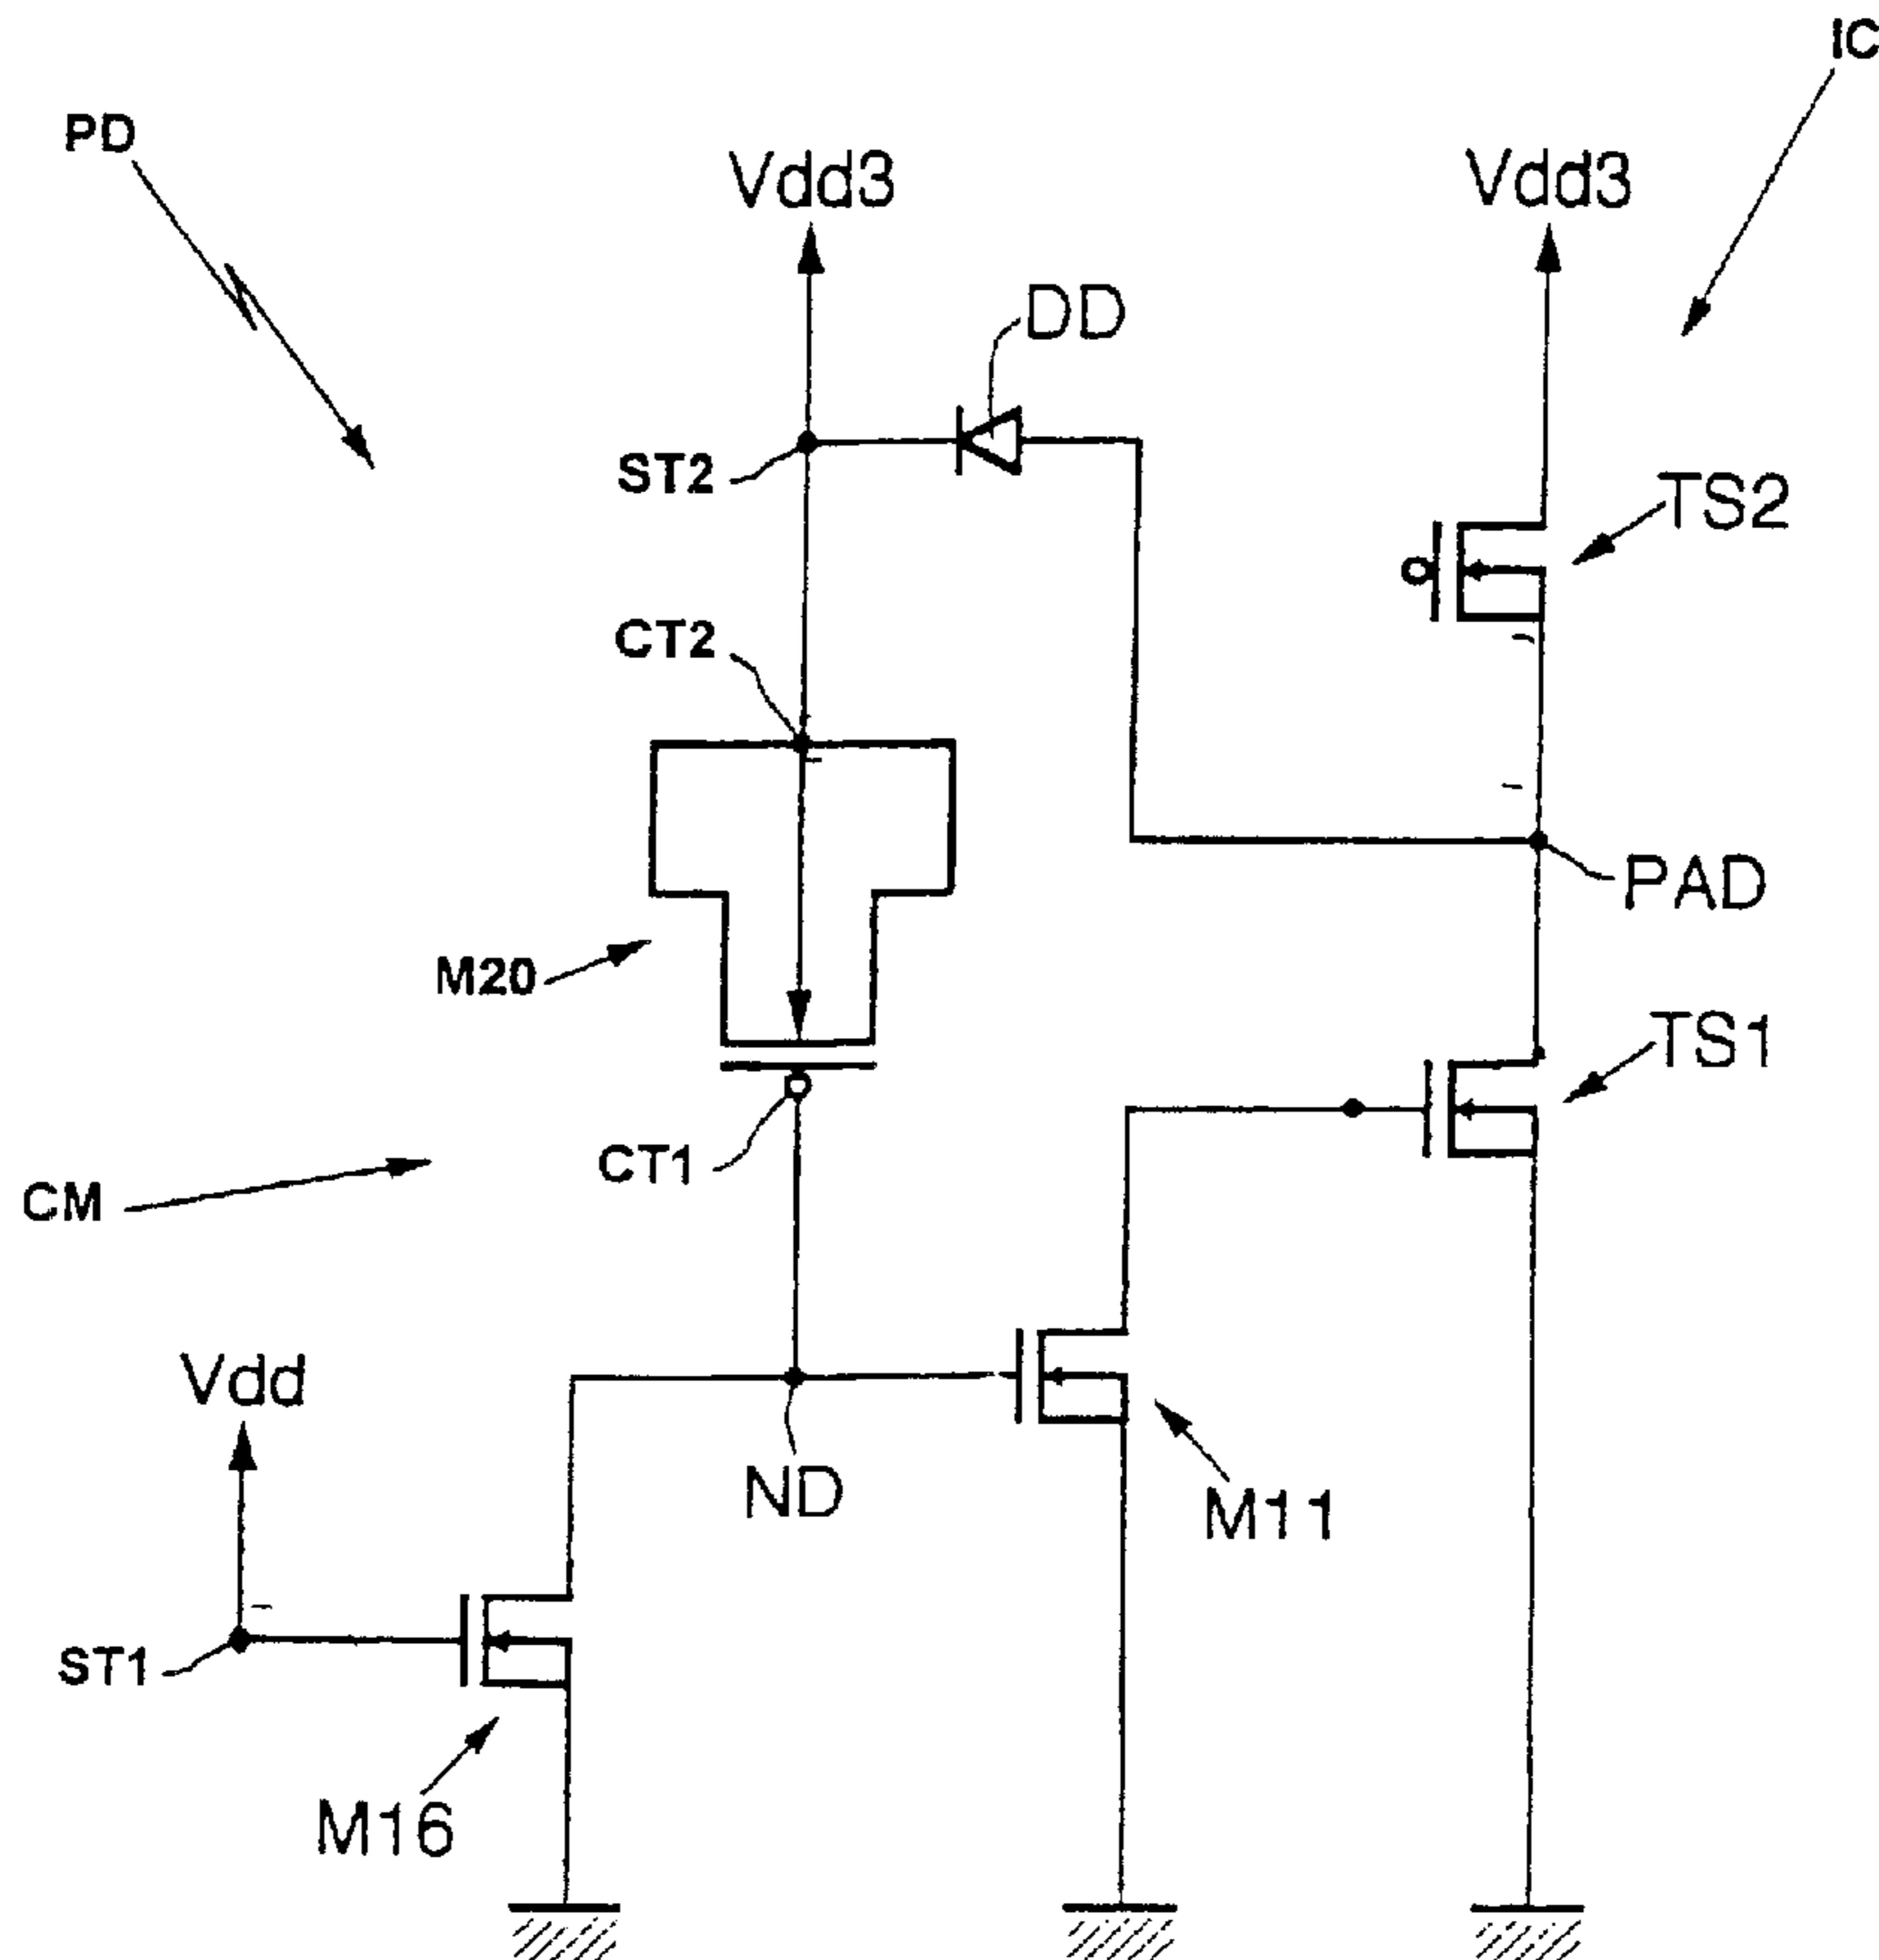 IC
PD
Vdd3
Vdd3
DD
ST2
TS2
CT2
PAD
M20
TS1
CT1
CM
Vdd
ND
M11
ST1
M16